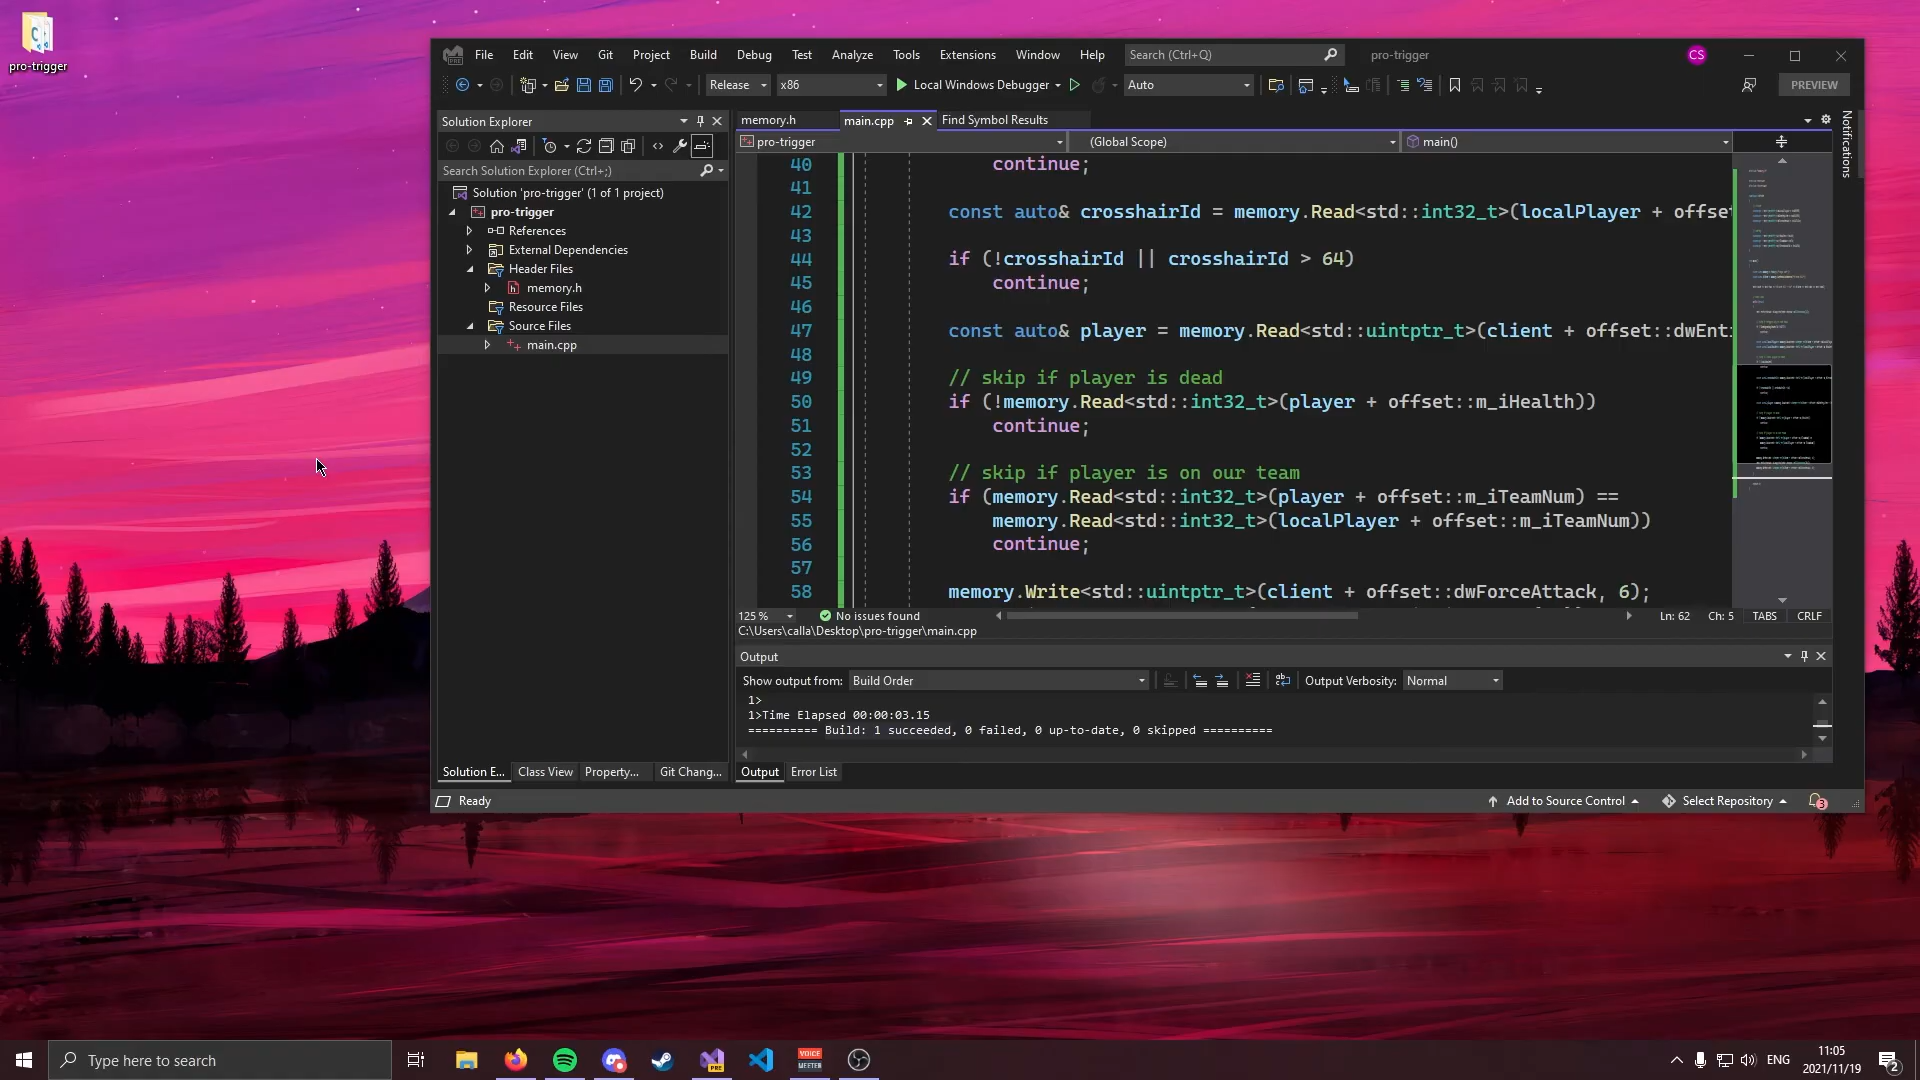 pro-trigger
File Edit View Git Project Build Debug Test Analyze Tools Extensions Window Help Search (Ctrl+Q) pro-trigger CS
Release x86 Local Windows Debugger Auto PREVIEW
Solution Explorer
Search Solution Explorer (Ctrl+;)
Solution 'pro-trigger' (1 of 1 project)
pro-trigger
References
External Dependencies
Header Files
memory.h
Resource Files
Source Files
main.cpp
Solution E... Class View Property... Git Chang...
memory.h main.cpp Find Symbol Results
pro-trigger (Global Scope) main()
Notifications
40 continue;
41
42 const auto& crosshairId = memory.Read<std::int32_t>(localPlayer + offse
43
44 if (!crosshairId || crosshairId > 64)
45 continue;
46
47 const auto& player = memory.Read<std::uintptr_t>(client + offset::dwEnt
48
49 // skip if player is dead
50 if (!memory.Read<std::int32_t>(player + offset::m_iHealth))
51 continue;
52
53 // skip if player is on our team
54 if (memory.Read<std::int32_t>(player + offset::m_iTeamNum) ==
55 memory.Read<std::int32_t>(localPlayer + offset::m_iTeamNum))
56 continue;
57
58 memory.Write<std::uintptr_t>(client + offset::dwForceAttack, 6);
125 % No issues found Ln: 62 Ch: 5 TABS CRLF
C:\Users\calla\Desktop\pro-trigger\main.cpp
Output
Show output from: Build Order Output Verbosity: Normal
1>
1>Time Elapsed 00:00:03.15
========== Build: 1 succeeded, 0 failed, 0 up-to-date, 0 skipped ==========
Output Error List
Ready Add to Source Control Select Repository 3
Type here to search
PRE
VOICE
MEETER
ENG
11:05
2021/11/19
2